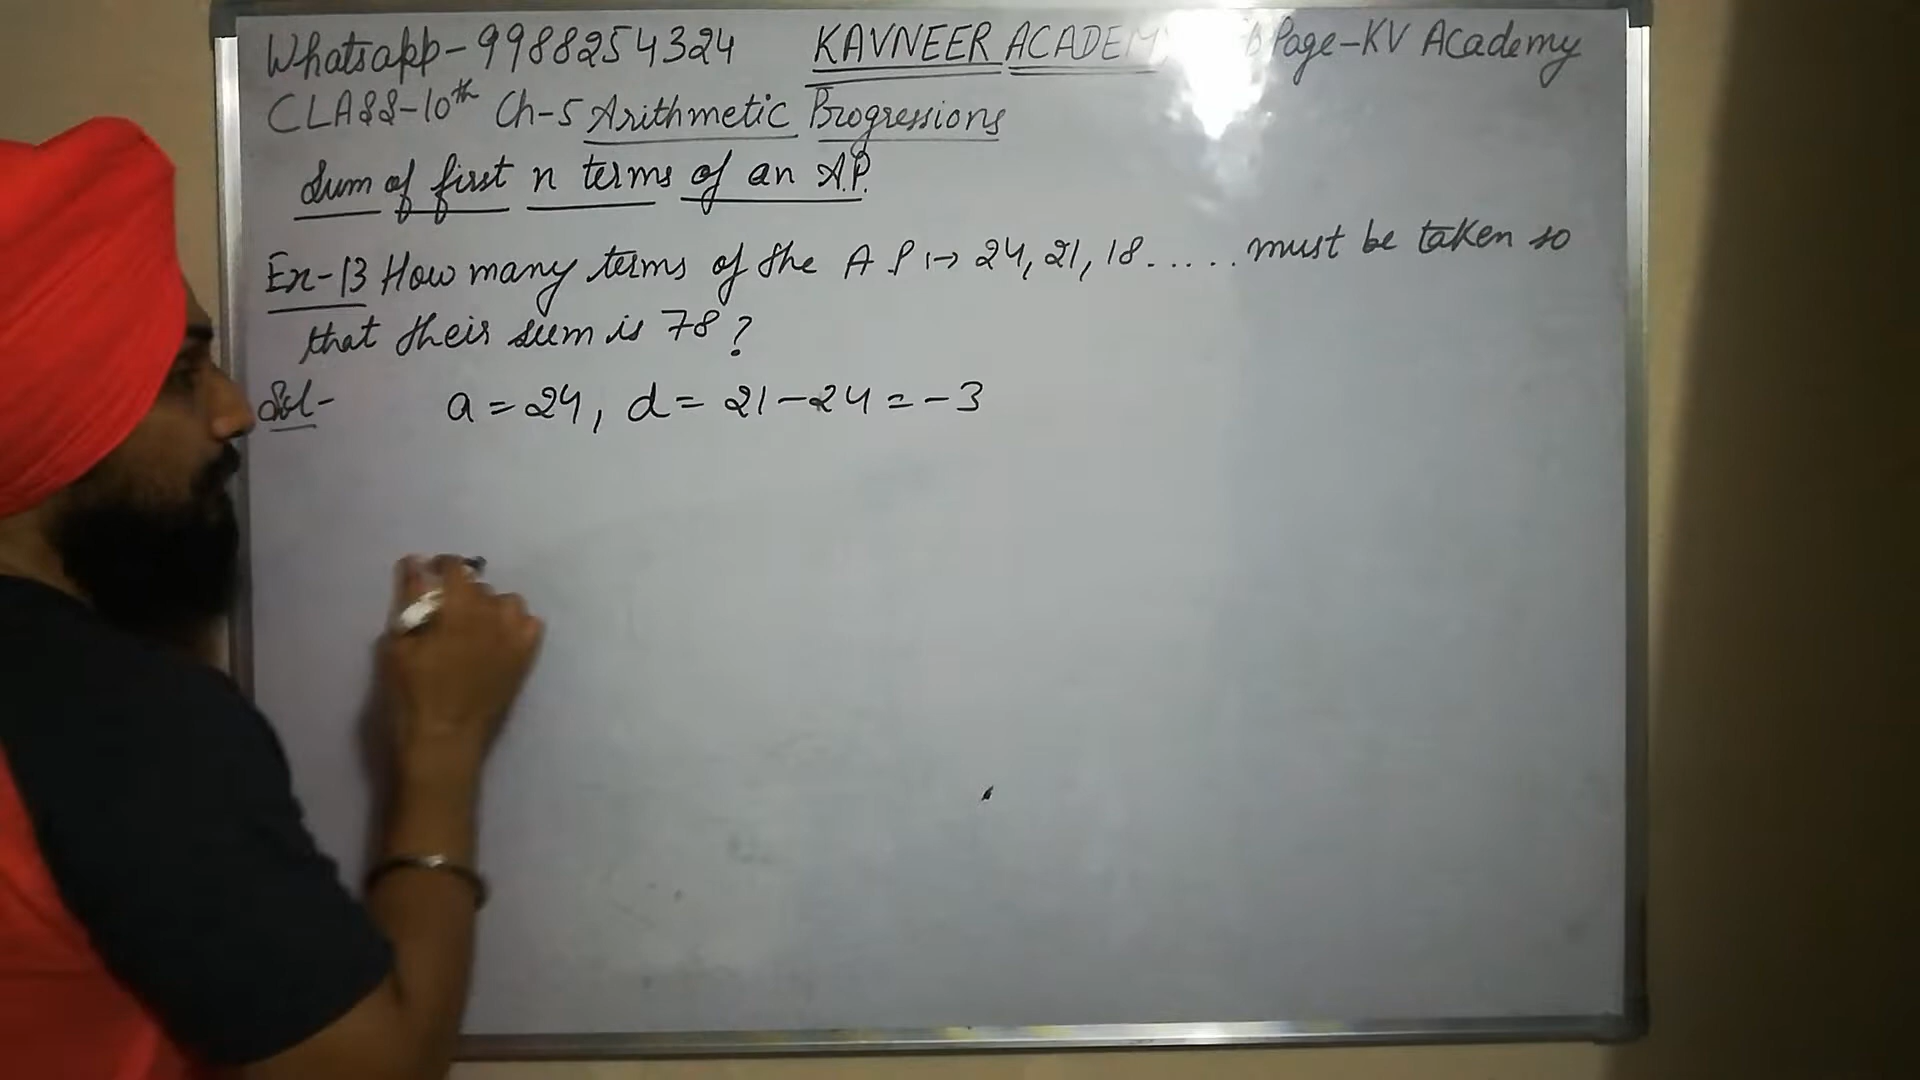 Whatsapp-9988254324 KAVNEER ACADEM Page-KV Academy
CLASS-10th Ch-5 Arithmetic Progressions
Sum of first n terms of an A.P.
Ex-13 How many terms of the A.P :→ 24, 21, 18..... must be taken so
that their sum is 78?
Sol- a = 24, d = 21-24 = -3